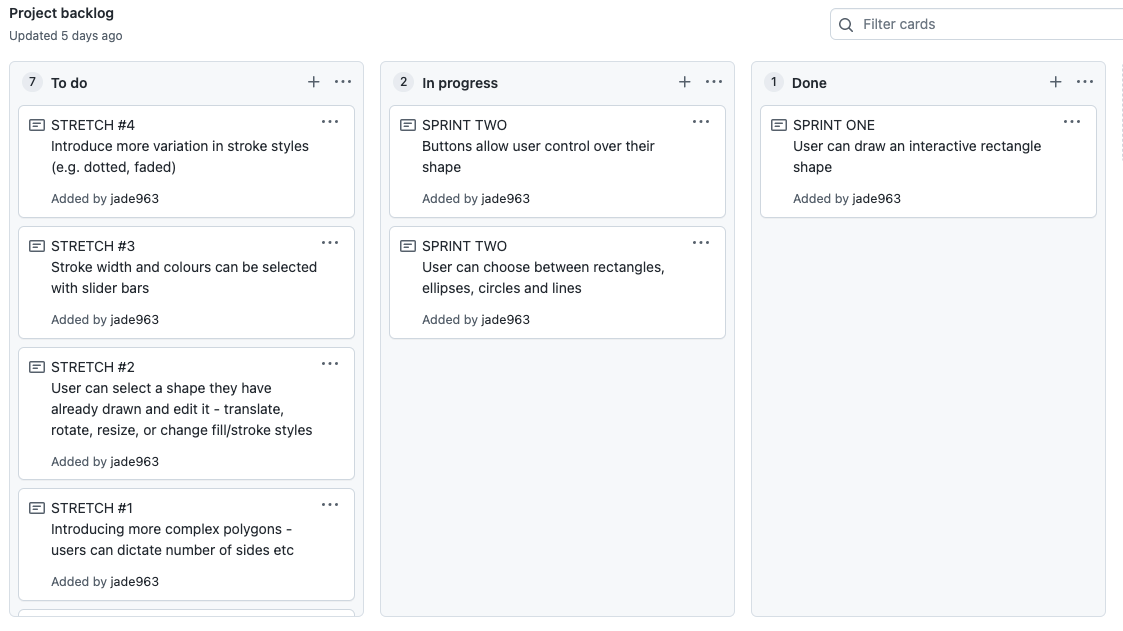 Project backlog
Updated 5 days ago
Filter cards
7 To do
STRETCH #4
Introduce more variation in stroke styles
(e.g. dotted, faded)
Added by jade963
STRETCH #3
Stroke width and colours can be selected
with slider bars
Added by jade963
STRETCH #2
User can select a shape they have
already drawn and edit it - translate,
rotate, resize, or change fill/stroke styles
Added by jade963
STRETCH #1
Introducing more complex polygons -
users can dictate number of sides etc
Added by jade963
2 In progress
SPRINT TWO
Buttons allow user control over their
shape
Added by jade963
SPRINT TWO
User can choose between rectangles,
ellipses, circles and lines
Added by jade963
1 Done
SPRINT ONE
User can draw an interactive rectangle
shape
Added by jade963